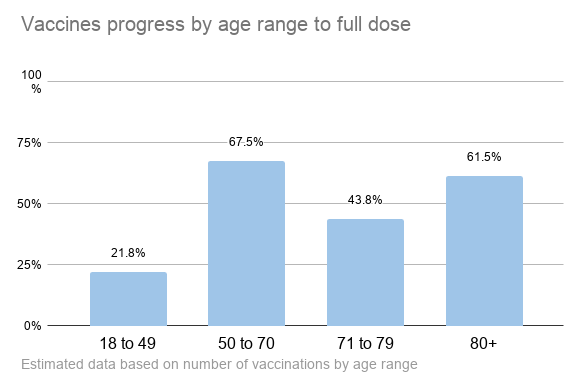 Vaccines progress by age range to full dose
100
%
75%
50%
25%
0%
21.8%
67.5%
43.8%
61.5%
18 to 49
50 to 70
71 to 79
80+
Estimated data based on number of vaccinations by age range